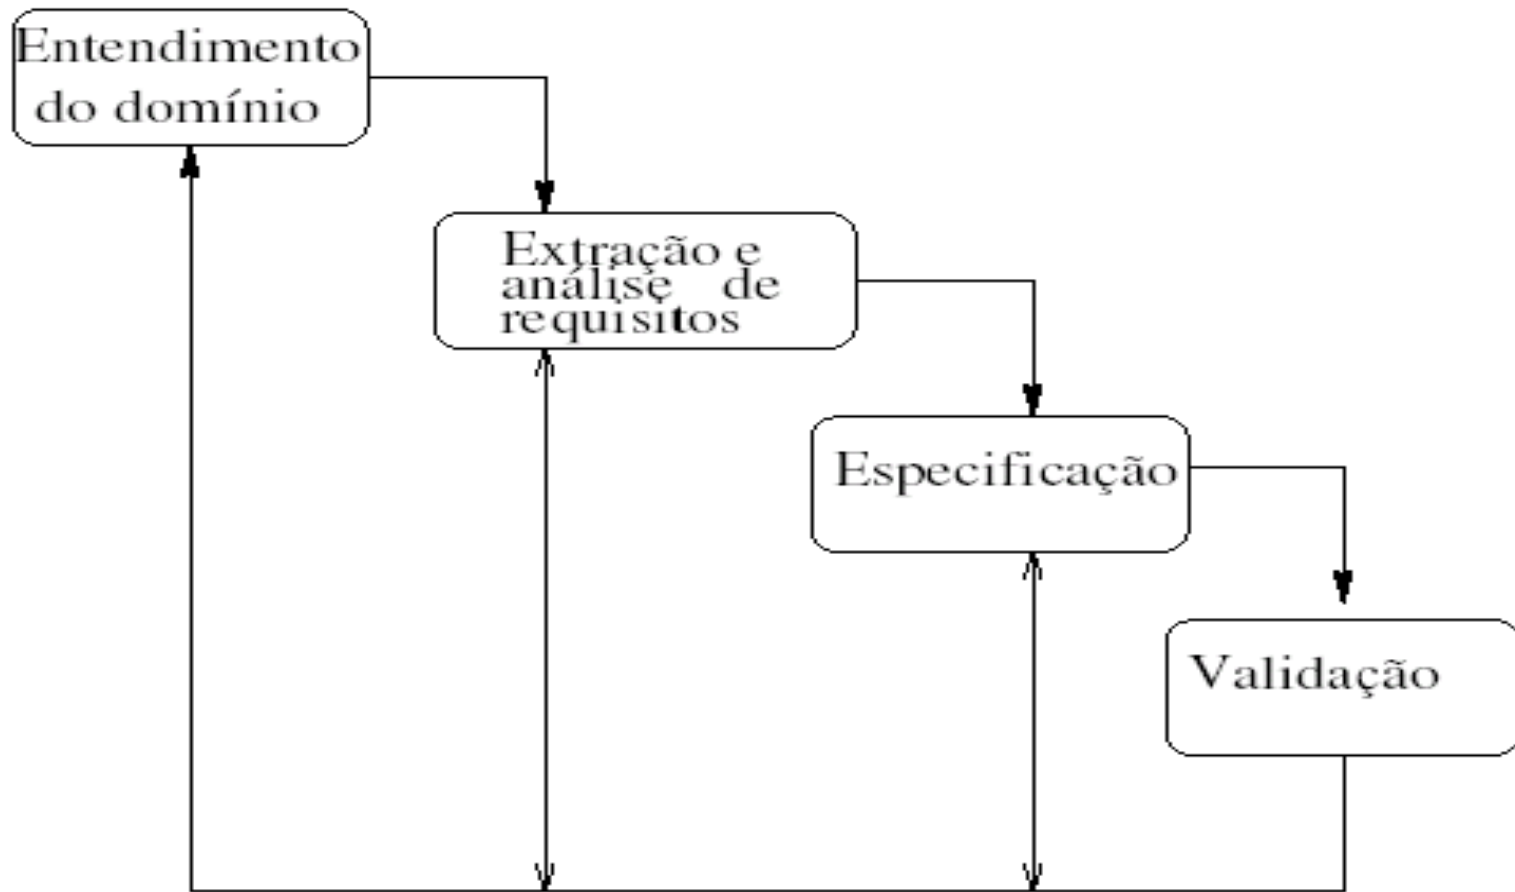 Entendimento
do domínio
Extração e
análise de
requisitos
Especificação
Validação